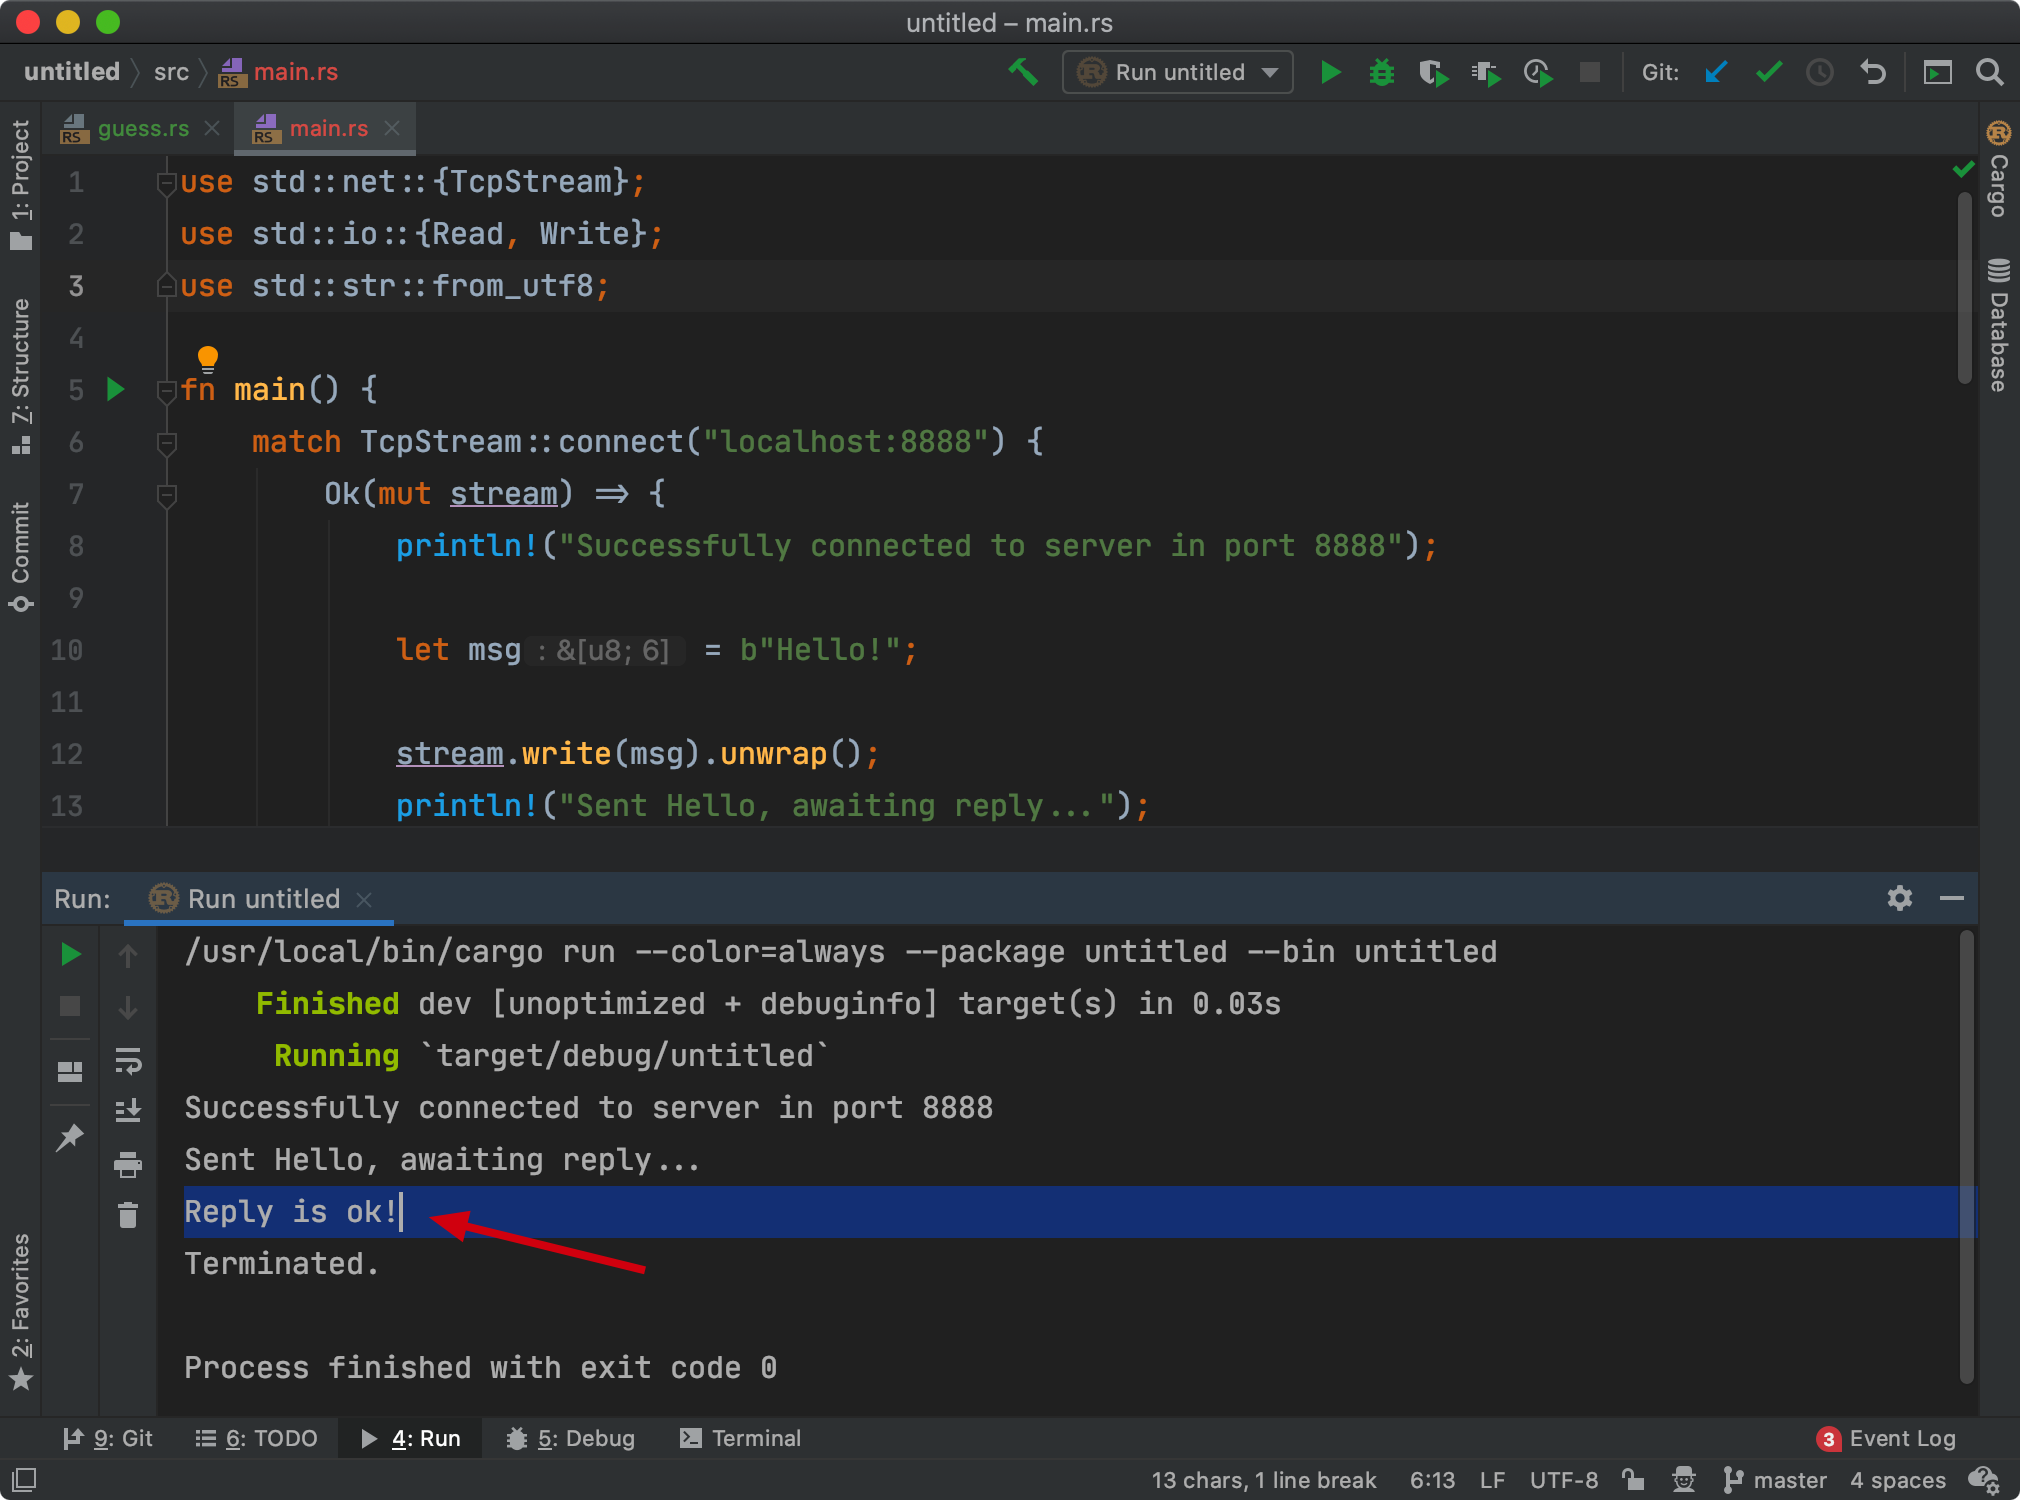 untitled – main.rs
untitled src main.rs
Run untitled
Git:
guess.rs
main.rs
1: Project
7: Structure
Commit
2: Favorites
Cargo
Database
1 use std::net::{TcpStream};
2 use std::io::{Read, Write};
3 use std::str::from_utf8;
4
5 fn main() {
6 match TcpStream::connect("localhost:8888") {
7 Ok(mut stream) => {
8 println!("Successfully connected to server in port 8888");
9
10 let msg: &[u8; 6] = b"Hello!";
11
12 stream.write(msg).unwrap();
13 println!("Sent Hello, awaiting reply...");
Run: Run untitled
/usr/local/bin/cargo run --color=always --package untitled --bin untitled
Finished dev [unoptimized + debuginfo] target(s) in 0.03s
Running `target/debug/untitled`
Successfully connected to server in port 8888
Sent Hello, awaiting reply...
Reply is ok!
Terminated.
Process finished with exit code 0
9: Git 6: TODO 4: Run 5: Debug Terminal 3 Event Log
13 chars, 1 line break 6:13 LF UTF-8 master 4 spaces